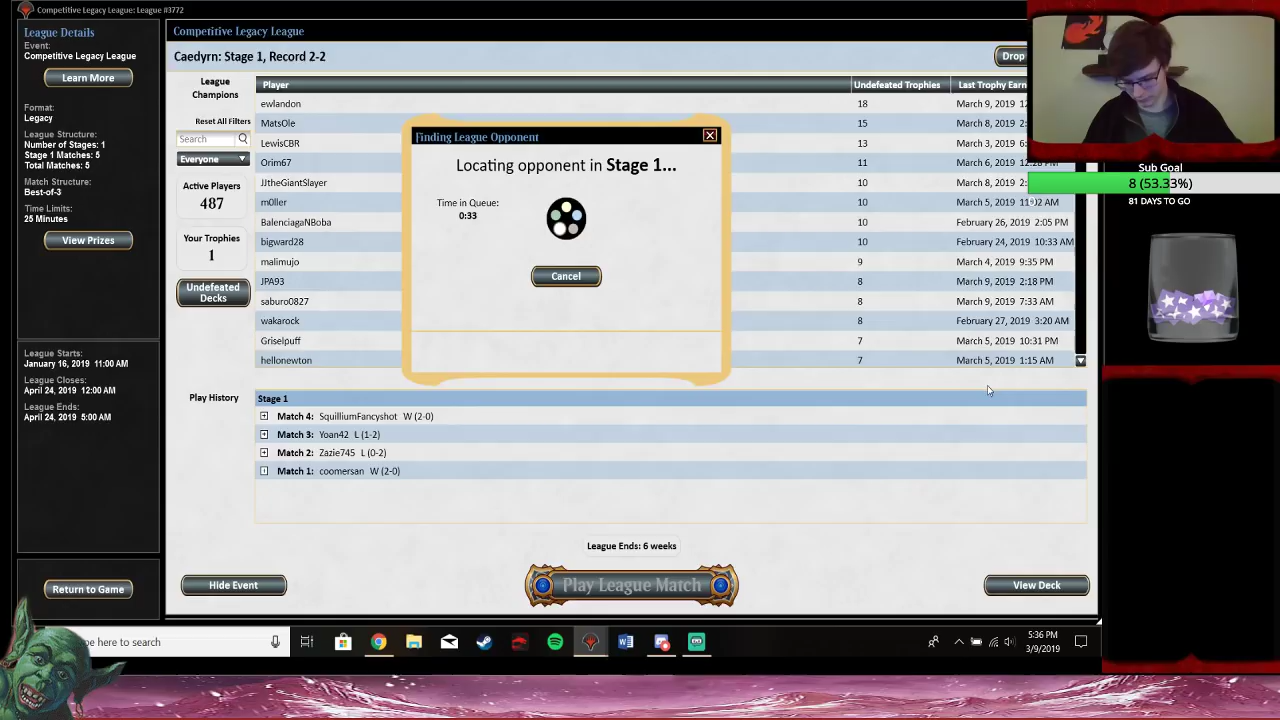 Competitive Legacy League: League #3772
League Details
Event:
Competitive Legacy League
Learn More
Format:
Legacy
League Structure:
Number of Stages: 1
Stage 1 Matches: 5
Total Matches: 5
Match Structure:
Best-of-3
Time Limits:
25 Minutes
View Prizes
League Starts:
January 16, 2019 11:00 AM
League Closes:
April 24, 2019 12:00 AM
League Ends:
April 24, 2019 5:00 AM
Return to Game
Competitive Legacy League
Caedyrn: Stage 1, Record 2-2
Drop
League
Champions
Reset All Filters
Search
Everyone
Active Players
487
Your Trophies
1
Undefeated
Decks
Player Undefeated Trophies Last Trophy Earn
ewlandon 18 March 9, 2019
MatsOle 15 March 8, 2019
LewisCBR 13 March 3, 2019
Orim67 11 March 6, 2019
JJtheGiantSlayer 10 March 8, 2019
m0ller 10 March 5, 2019 AM
BalenciagaNBoba 10 February 26, 2019 2:05 PM
bigward28 10 February 24, 2019 10:33 AM
malimujo 9 March 4, 2019 9:35 PM
JPA93 8 March 9, 2019 2:18 PM
saburo0827 8 March 9, 2019 7:33 AM
wakarock 8 February 27, 2019 3:20 AM
Griselpuff 7 March 5, 2019 10:31 PM
hellonewton 7 March 5, 2019 1:15 AM
Finding League Opponent
Locating opponent in Stage 1...
Time in Queue:
0:33
Cancel
Play History
Stage 1
Match 4: SquilliumFancyshot W (2-0)
Match 3: Yoan42 L (1-2)
Match 2: Zazie745 L (0-2)
Match 1: coomersan W (2-0)
League Ends: 6 weeks
Hide Event
Play League Match
View Deck
Sub Goal
8 (53.33%)
81 DAYS TO GO
pe here to search
5:36 PM
3/9/2019